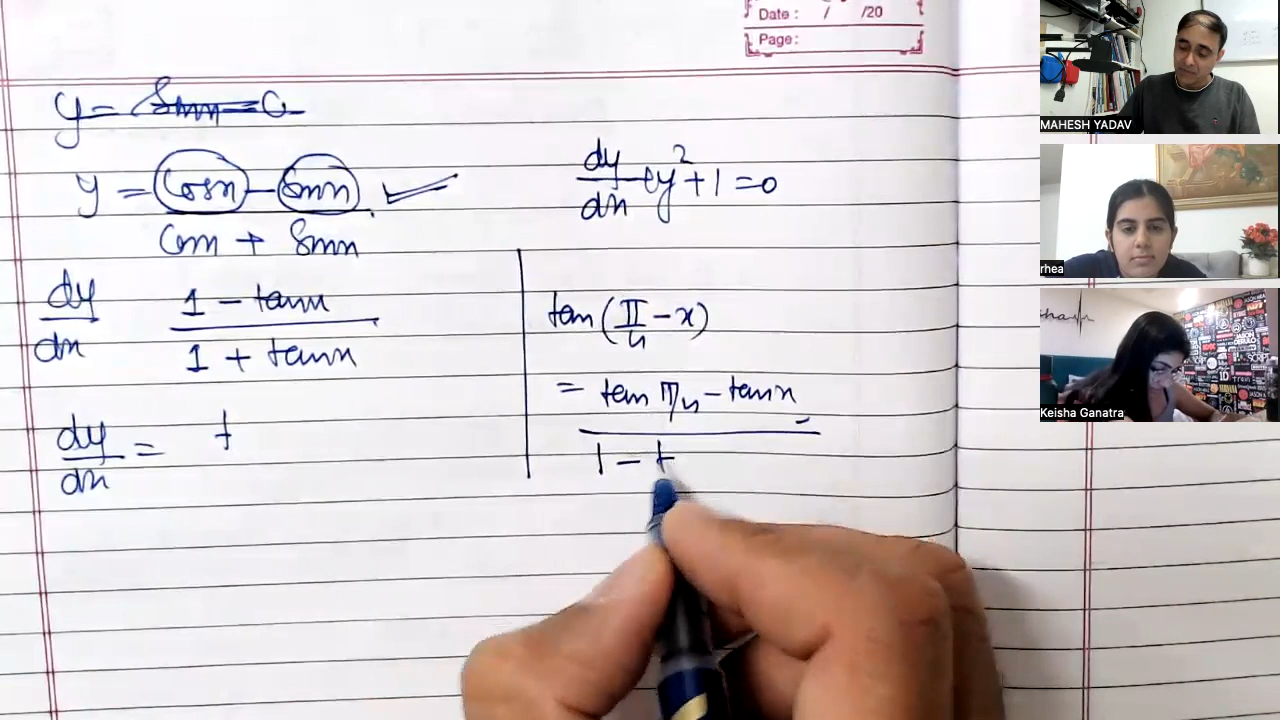 Date : / /20
Page:
y =
y = cosx - sinx
cosx + sinx
dy/dx + y² + 1 = 0
dy/dx 1 - tanx
1 + tanx
dy/dx = t
tan(π/4 - x)
= tan π/4 - tanx
1 - t
MAHESH YADAV
rhea
Keisha Ganatra